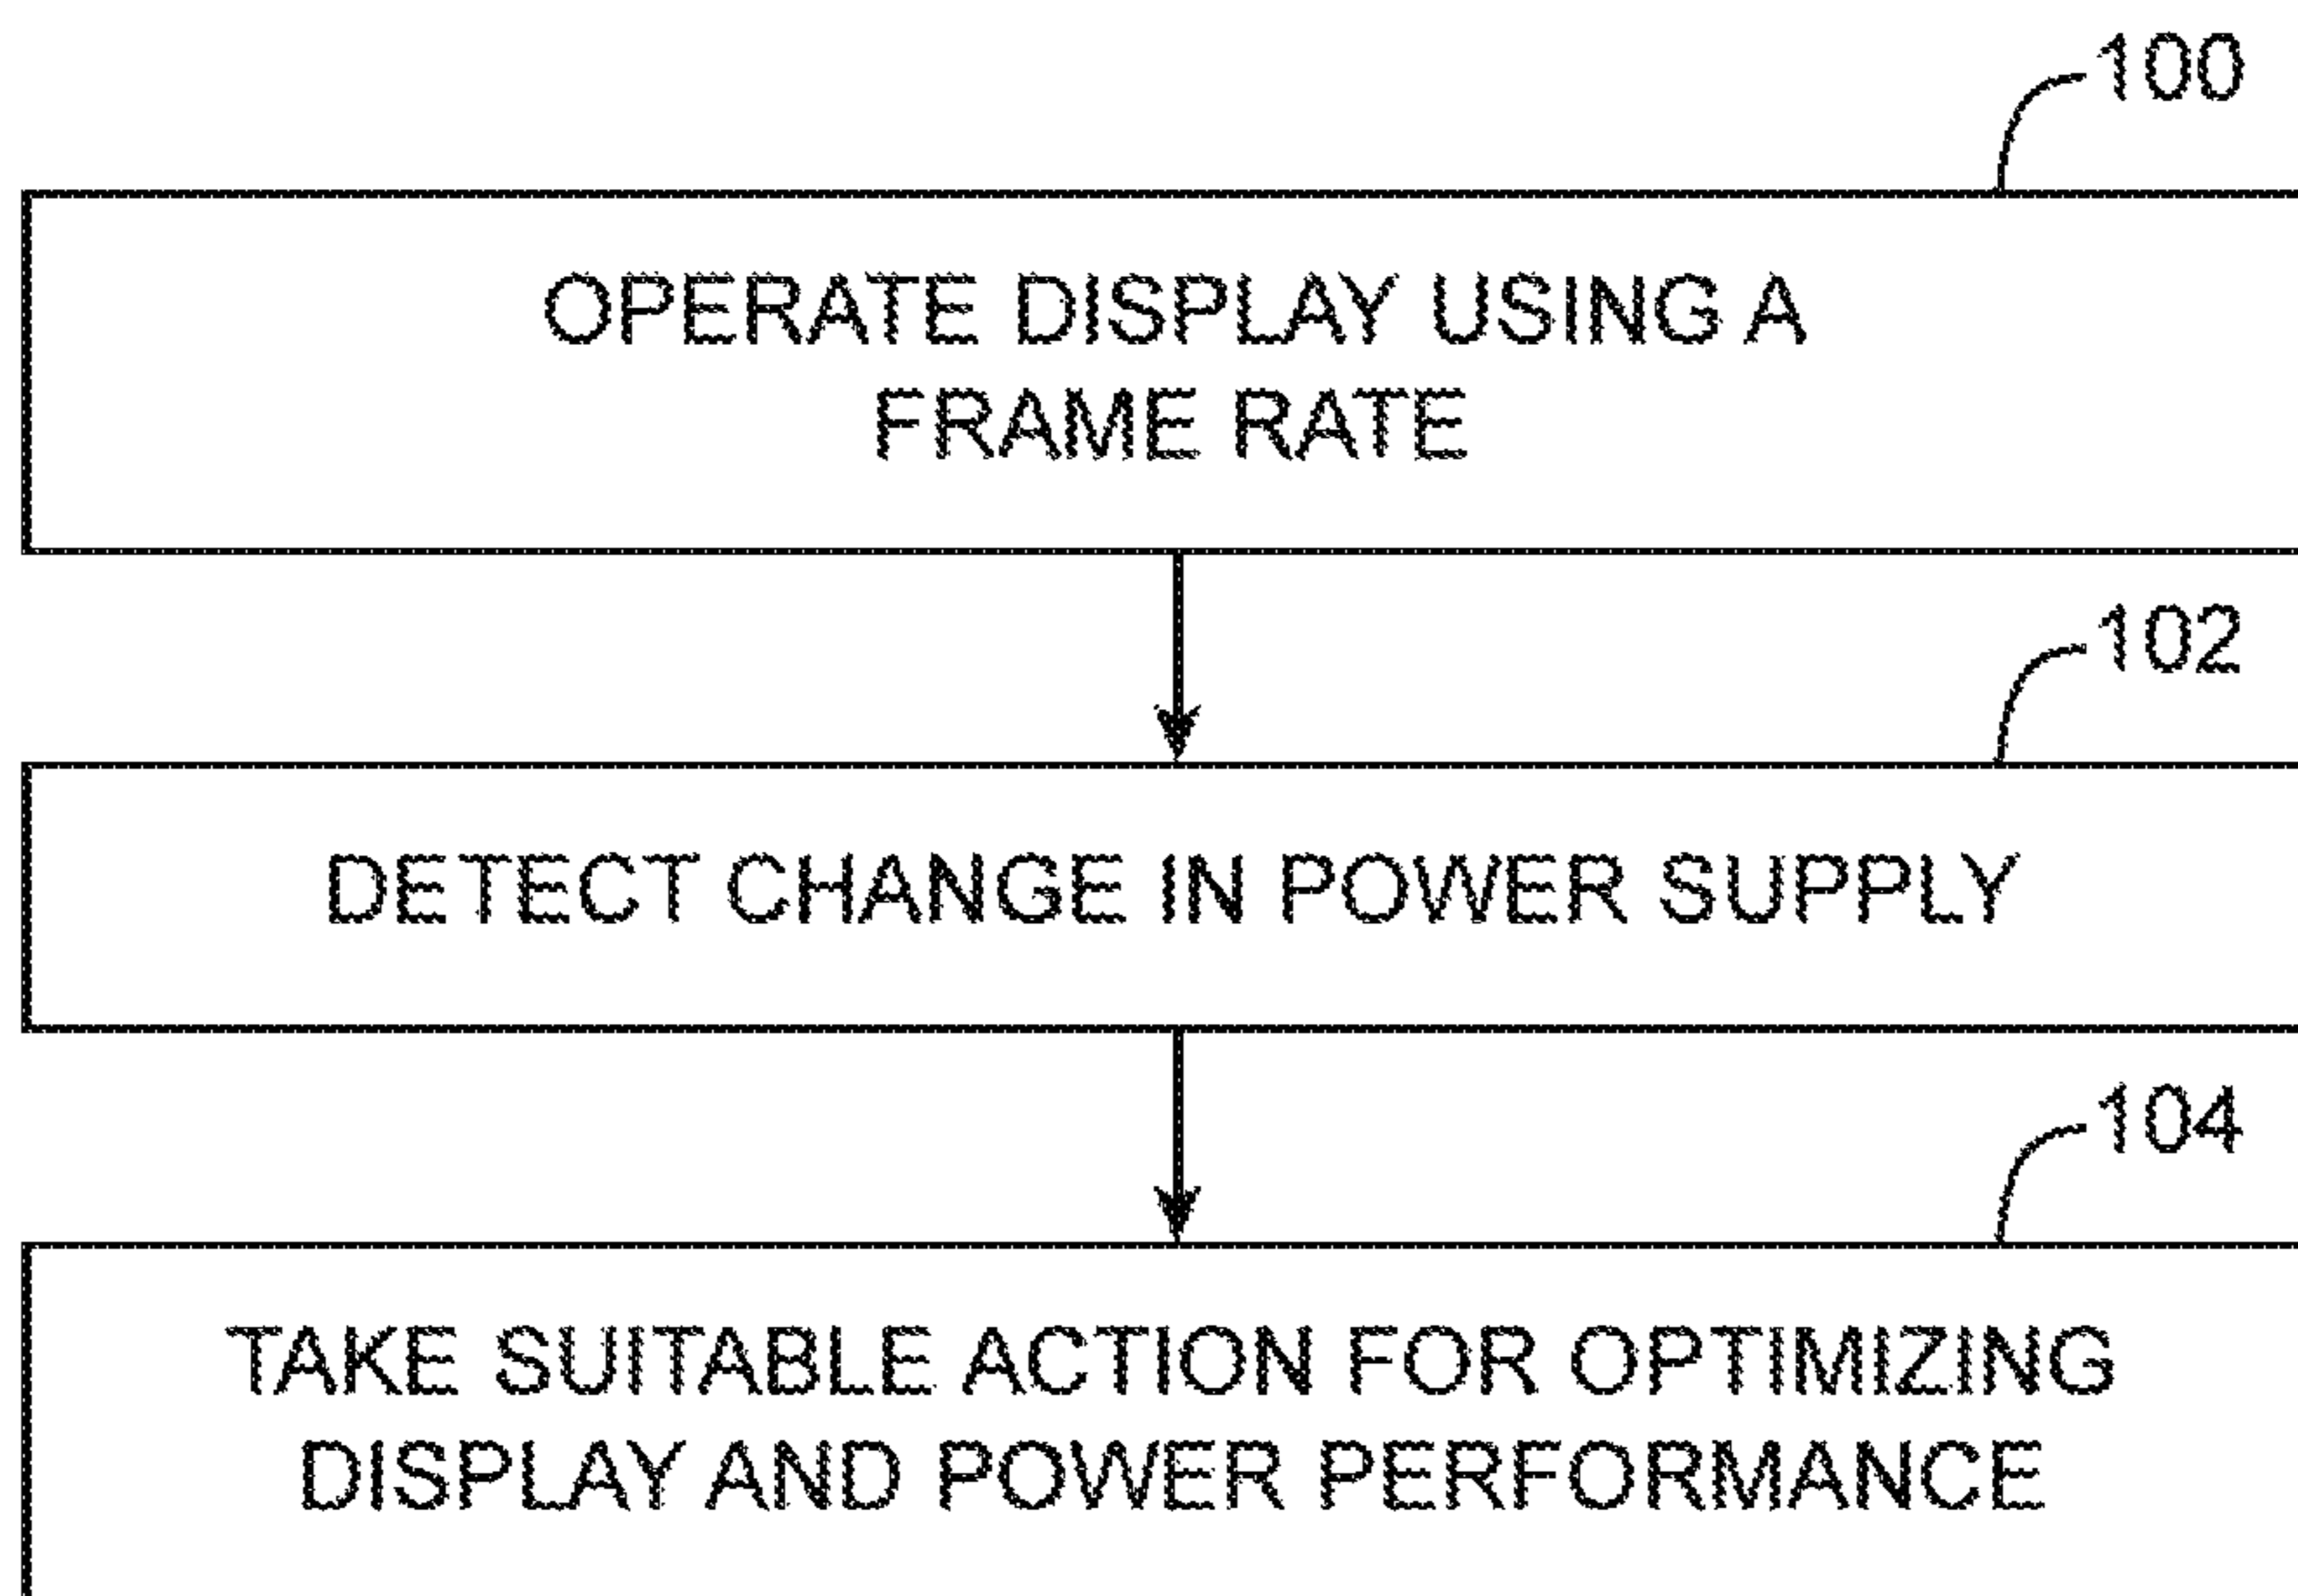 100
OPERATE DISPLAY USING A
FRAME RATE
102
DETECT CHANGE IN POWER SUPPLY
104
TAKE SUITABLE ACTION FOR OPTIMIZING
DISPLAY AND POWER PERFORMANCE